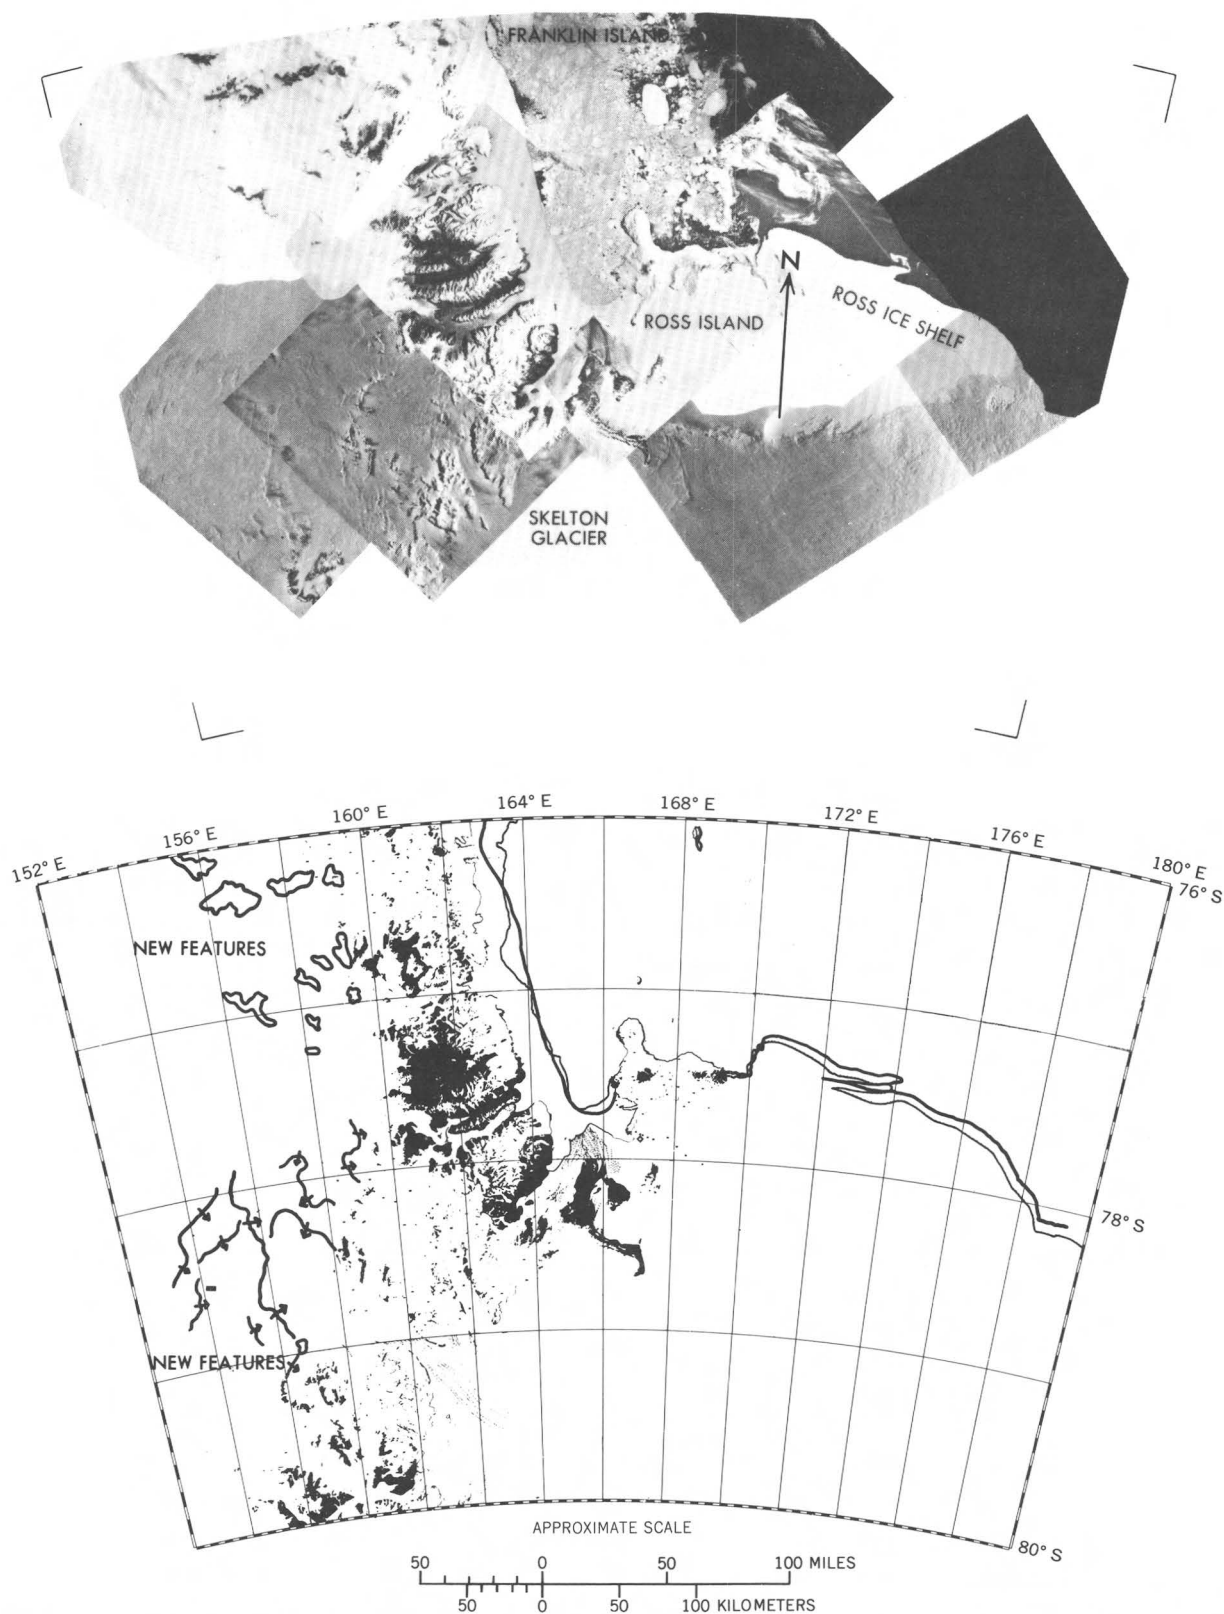 FRANKLIN ISLAND
N
ROSS ISLAND
ROSS ICE SHELF
SKELTON
GLACIER
152° E
156° E
160° E
164° E
168° E
172° E
176° E
180° E
76° S
NEW FEATURES
78° S
NEW FEATURES
80° S
APPROXIMATE SCALE
50 0 50 100 MILES
50 0 50 100 KILOMETERS